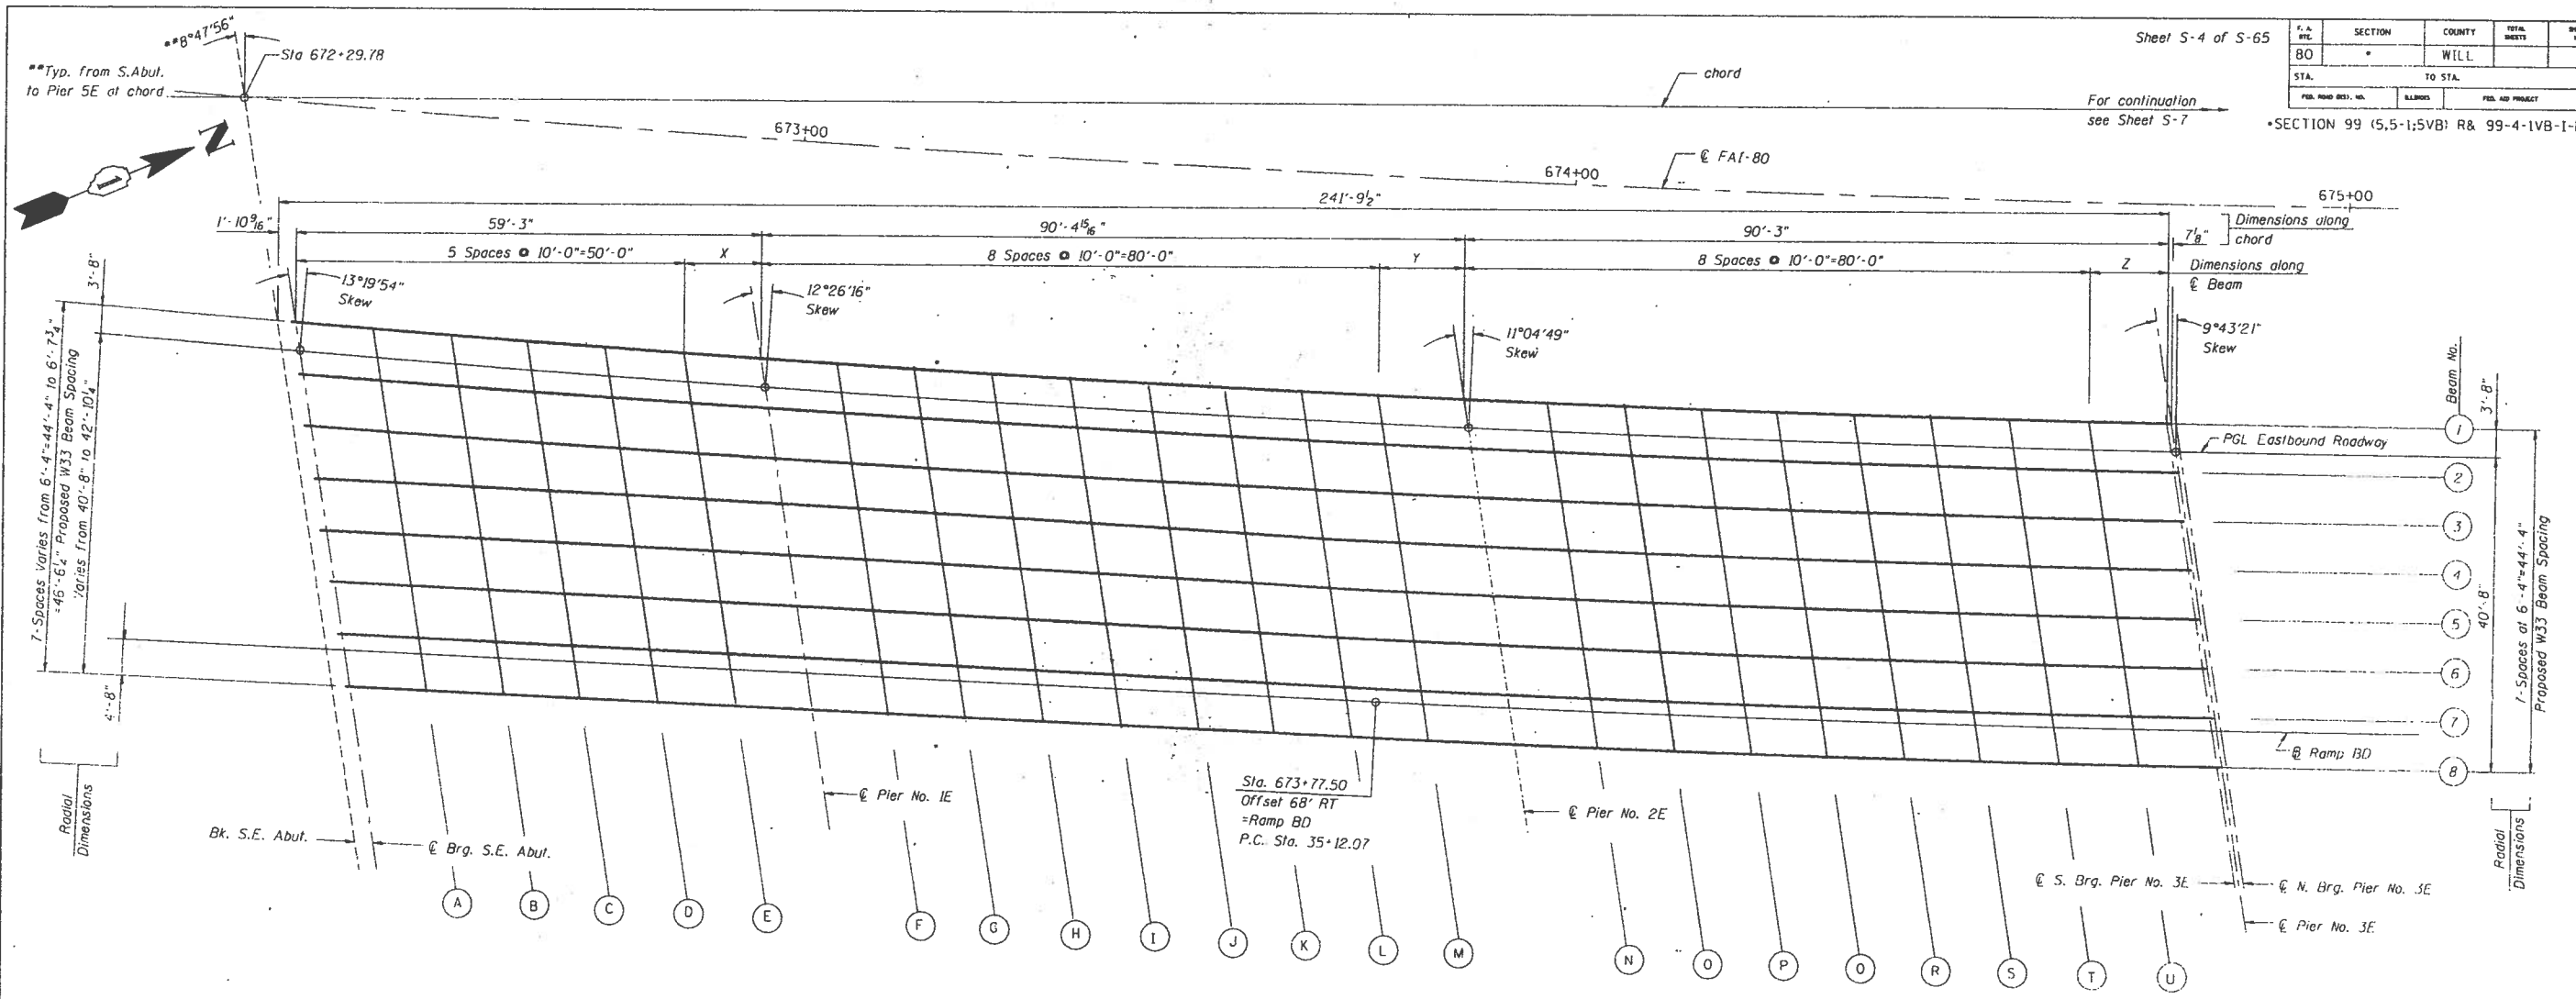 Sheet S-4 of S-65
F. A. RTE.
SECTION
COUNTY
TOTAL SHEETS
80
•
WILL
STA.
TO STA.
FED. ROAD DIST. NO.
ILLINOIS
FED. AID PROJECT
•SECTION 99 (5,5-1;5VB) R& 99-4-1VB-I-
**8°47'56"
Sta 672+29.78
**Typ. from S.Abut.
to Pier 5E at chord
chord
For continuation
see Sheet S-7
N
1
673+00
℄ FAI-80
674+00
675+00
241'-9½"
1'-10 9/16"
59'-3"
90'-4 15/16"
90'-3"
7⅛"
Dimensions along
chord
5 Spaces @ 10'-0"=50'-0"
X
8 Spaces @ 10'-0"=80'-0"
Y
8 Spaces @ 10'-0"=80'-0"
Z
Dimensions along
℄ Beam
3'-8"
13°19'54"
Skew
12°26'16"
Skew
11°04'49"
Skew
9°43'21"
Skew
Beam No.
3'-8"
7-Spaces Varies from 6'-4"=44'-4" to 6'-7¾"
=46'-6½" Proposed W33 Beam Spacing
Varies from 40'-8" to 42'-10¼"
PGL Eastbound Roadway
1
2
3
4
5
6
7
8
40'-8"
7-Spaces at 6'-4"=44'-4"
Proposed W33 Beam Spacing
2'-8"
Radial
Dimensions
Ramp BD
Sta. 673+77.50
Offset 68' RT
=Ramp BD
P.C. Sta. 35+12.07
Bk. S.E. Abut.
℄ Brg. S.E. Abut.
℄ Pier No. 1E
℄ Pier No. 2E
℄ S. Brg. Pier No. 3E
℄ N. Brg. Pier No. 3E
℄ Pier No. 3E
Radial
Dimensions
A
B
C
D
E
F
G
H
I
J
K
L
M
N
O
P
Q
R
S
T
U